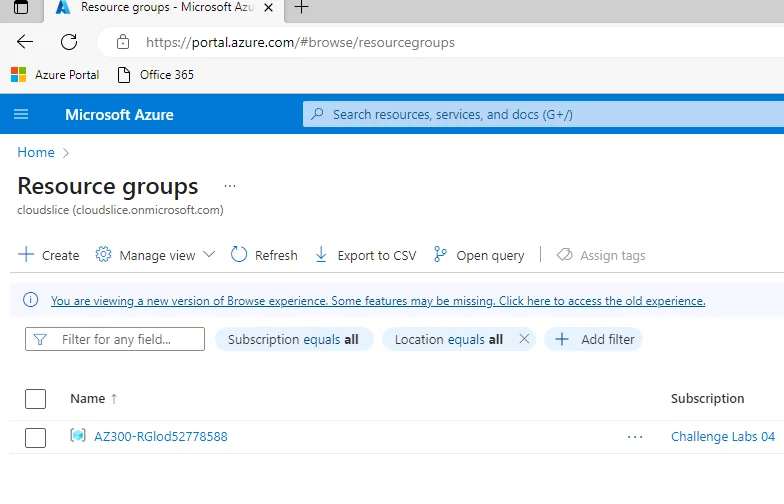 Resource groups - Microsoft Azu
https://portal.azure.com/#browse/resourcegroups
Azure Portal Office 365
Microsoft Azure Search resources, services, and docs (G+/)
Home >
Resource groups ...
cloudslice (cloudslice.onmicrosoft.com)
+ Create Manage view Refresh Export to CSV Open query Assign tags
You are viewing a new version of Browse experience. Some features may be missing. Click here to access the old experience.
Filter for any field... Subscription equals all Location equals all Add filter
Name ↑ Subscription
AZ300-RGlod52778588 ... Challenge Labs 04